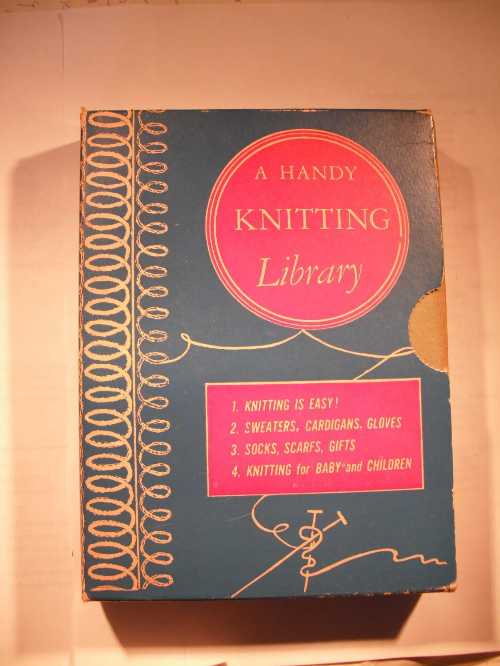 A HANDY
KNITTING
Library
1. KNITTING IS EASY!
2. SWEATERS, CARDIGANS, GLOVES
3. SOCKS, SCARFS, GIFTS
4. KNITTING for BABY and CHILDREN